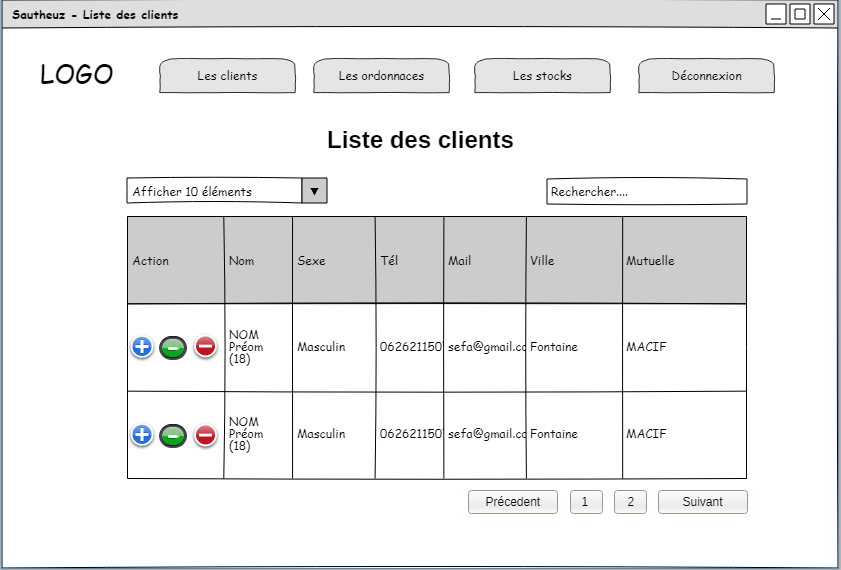 Sautheuz - Liste des clients
LOGO
Les clients
Les ordonnaces
Les stocks
Déconnexion
Liste des clients
Afficher 10 éléments
Rechercher....
Action Nom Sexe Tél Mail Ville Mutuelle
NOM
Préom
(18)
Masculin
062621150
sefa@gmail.co
Fontaine
MACIF
NOM
Préom
(18)
Masculin
062621150
sefa@gmail.co
Fontaine
MACIF
Précedent
1
2
Suivant